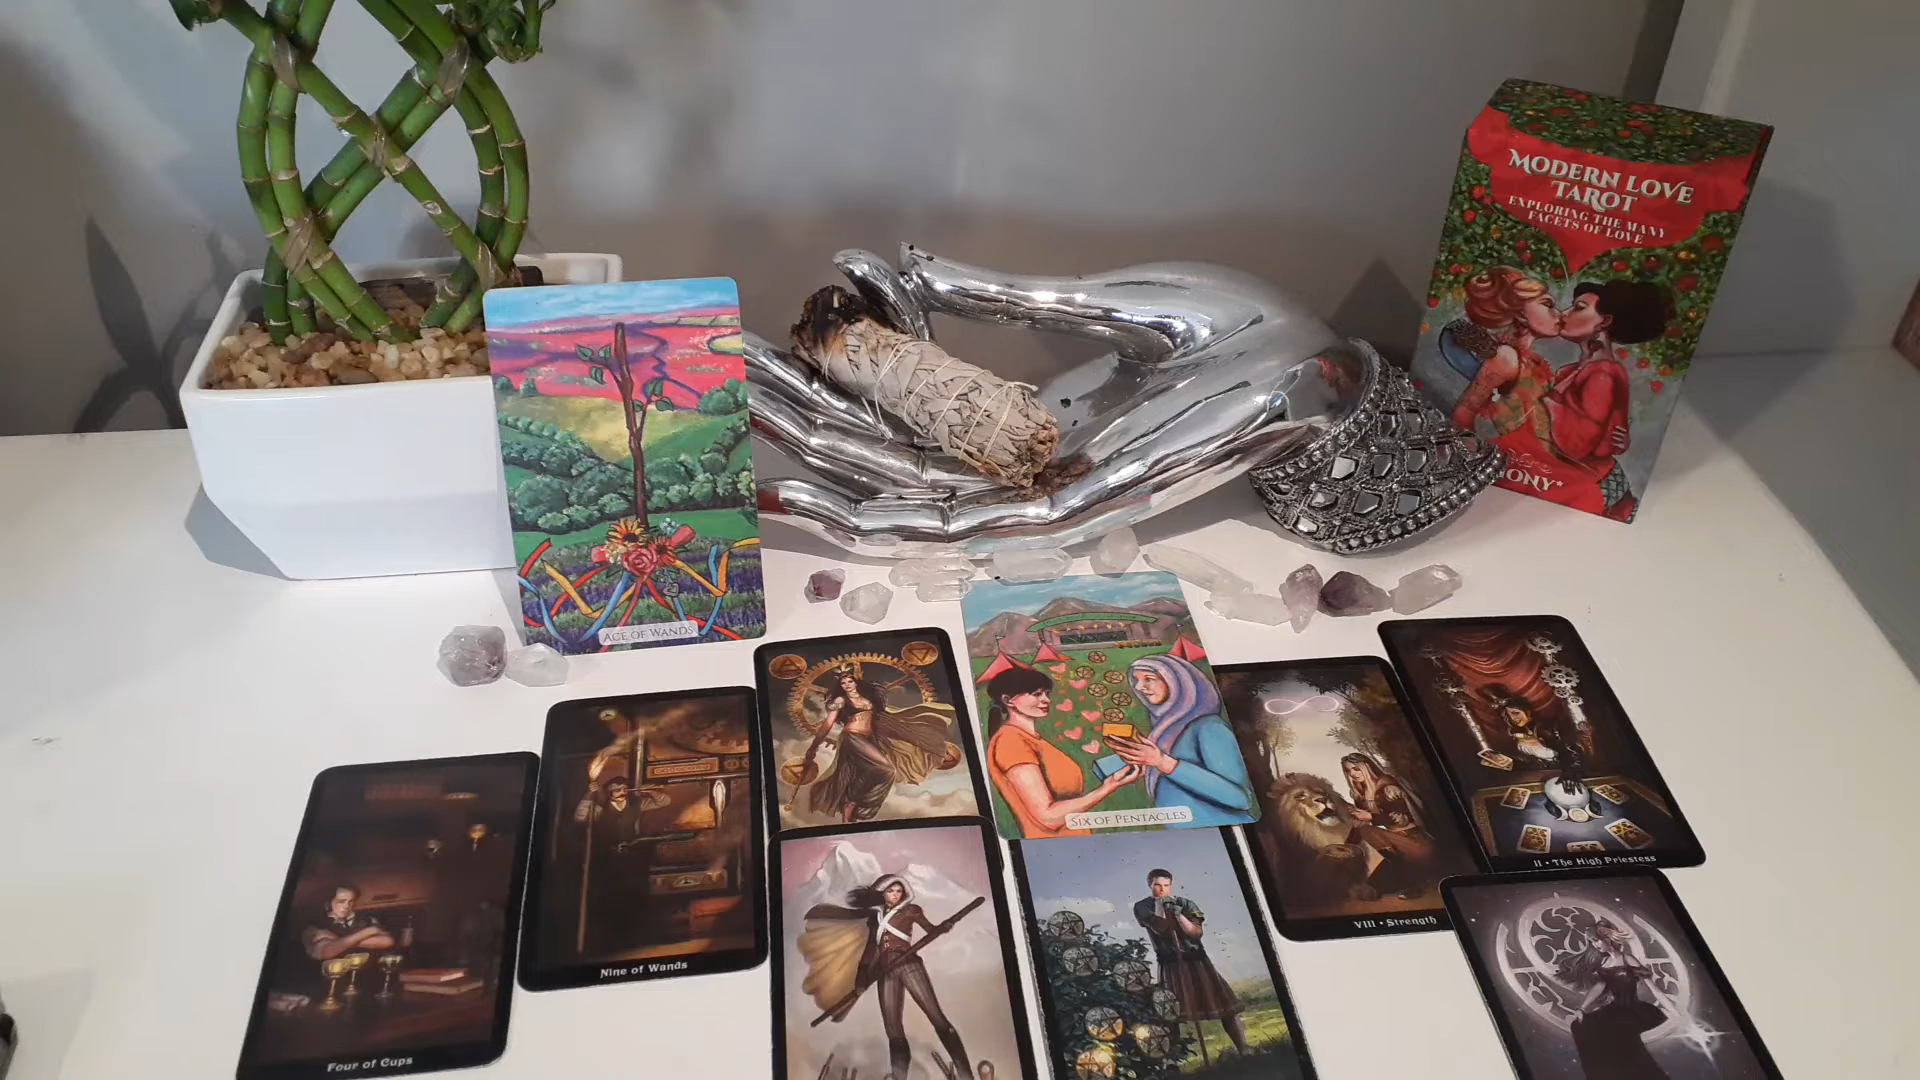 MODERN LOVE
TAROT
EXPLORING THE MANY
FACETS OF LOVE
ONY*
ACE OF WANDS
SIX OF PENTACLES
II • The High Priestess
VIII • Strength
Nine of Wands
Four of Cups